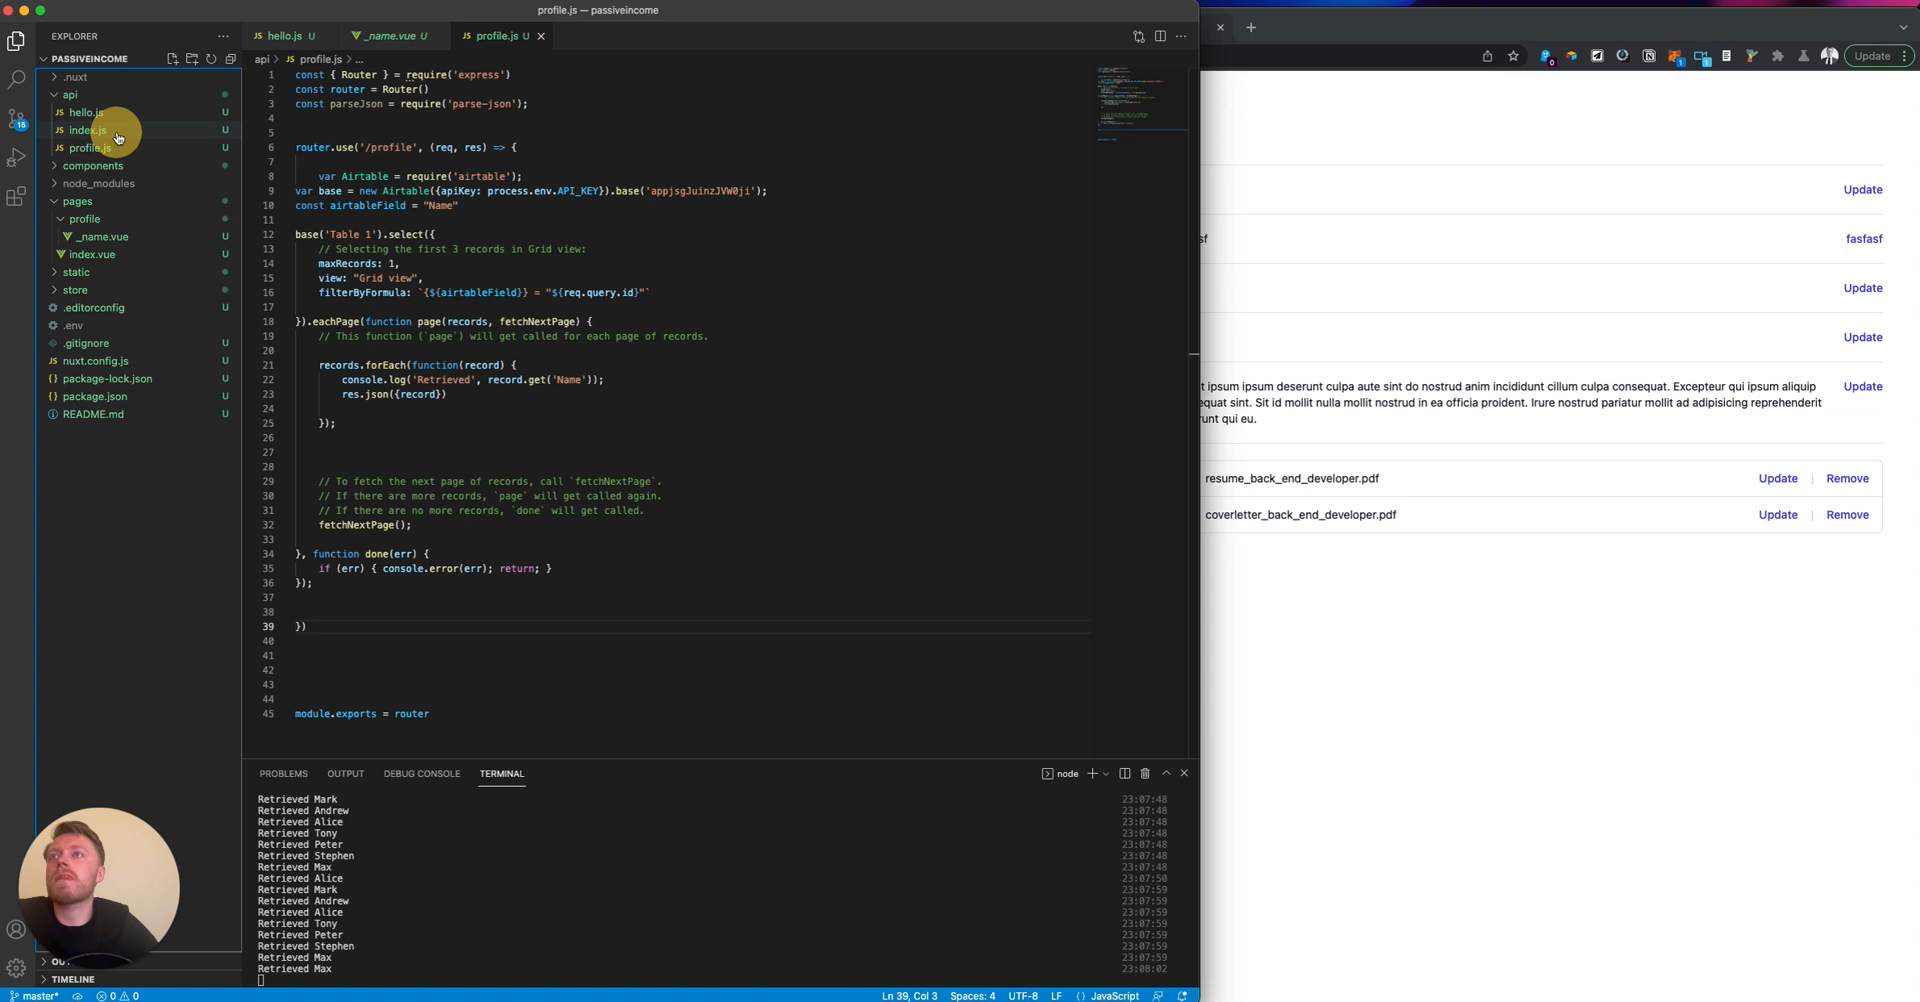 profile.js — passiveincome
EXPLORER
hello.js U
_name.vue U
profile.js U
Update
PASSIVEINCOME
api > JS profile.js > ...
.nuxt
api
JS hello.js U
JS index.js U
JS profile.js U
components
node_modules
pages
profile
_name.vue U
index.vue U
static
store
.editorconfig U
.env
.gitignore U
JS nuxt.config.js U
{} package-lock.json U
{} package.json U
README.md U
TIMELINE
1 const { Router } = require('express')
2 const router = Router()
3 const parseJson = require('parse-json');
4
5
6 router.use('/profile', (req, res) => {
7
8 var Airtable = require('airtable');
9 var base = new Airtable({apiKey: process.env.API_KEY}).base('appjsgJuinzJVW0ji');
10 const airtableField = "Name"
11
12 base('Table 1').select({
13 // Selecting the first 3 records in Grid view:
14 maxRecords: 1,
15 view: "Grid view",
16 filterByFormula: `{${airtableField}} = "${req.query.id}"`
17
18 }).eachPage(function page(records, fetchNextPage) {
19 // This function (`page`) will get called for each page of records.
20
21 records.forEach(function(record) {
22 console.log('Retrieved', record.get('Name'));
23 res.json({record})
24
25 });
26
27
28
29 // To fetch the next page of records, call `fetchNextPage`.
30 // If there are more records, `page` will get called again.
31 // If there are no more records, `done` will get called.
32 fetchNextPage();
33
34 }, function done(err) {
35 if (err) { console.error(err); return; }
36 });
37
38
39 })
40
41
42
43
44
45 module.exports = router
PROBLEMS OUTPUT DEBUG CONSOLE TERMINAL
node
Retrieved Mark 23:07:48
Retrieved Andrew 23:07:48
Retrieved Alice 23:07:48
Retrieved Tony 23:07:48
Retrieved Peter 23:07:48
Retrieved Stephen 23:07:48
Retrieved Max 23:07:48
Retrieved Alice 23:07:50
Retrieved Mark 23:07:59
Retrieved Andrew 23:07:59
Retrieved Alice 23:07:59
Retrieved Tony 23:07:59
Retrieved Peter 23:07:59
Retrieved Stephen 23:07:59
Retrieved Max 23:07:59
Retrieved Max 23:08:02
master* 0 0 Ln 39, Col 3 Spaces: 4 UTF-8 LF {} JavaScript
15
Update
sf fasfasf
Update
Update
t ipsum ipsum deserunt culpa aute sint do nostrud anim incididunt cillum culpa consequat. Excepteur qui ipsum aliquip Update
quat sint. Sit id mollit nulla mollit nostrud in ea officia proident. Irure nostrud pariatur mollit ad adipisicing reprehenderit
runt qui eu.
resume_back_end_developer.pdf Update | Remove
coverletter_back_end_developer.pdf Update | Remove